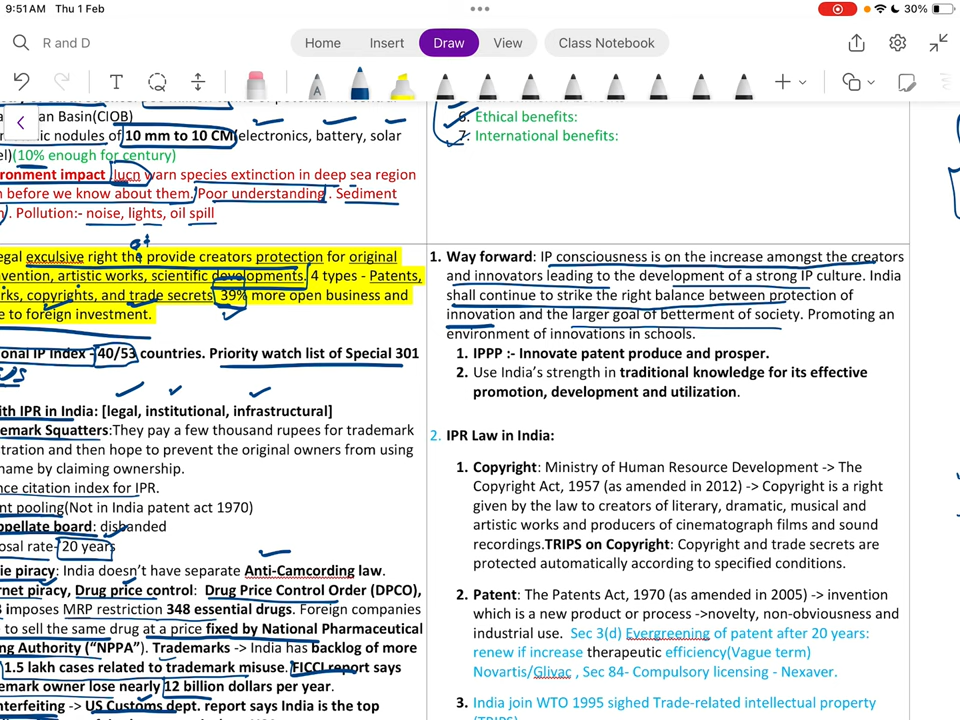 9:51AM Thu 1 Feb
30%
R and D
Home Insert Draw View Class Notebook
an Basin(CIOB)
ic nodules of 10 mm to 10 CM(electronics, battery, solar
el)(10% enough for century)
ronment impact Iucn warn species extinction in deep sea region
n before we know about them. Poor understanding . Sediment
. Pollution:- noise, lights, oil spill
egal exculsive right the provide creators protection for original
vention, artistic works, scientific developments. 4 types - Patents,
rks, copyrights, and trade secrets. 39% more open business and
e to foreign investment.
onal IP Index - 40/53 countries. Priority watch list of Special 301
ith IPR in India: [legal, institutional, infrastructural]
emark Squatters:They pay a few thousand rupees for trademark
tration and then hope to prevent the original owners from using
name by claiming ownership.
nce citation index for IPR.
nt pooling(Not in India patent act 1970)
appellate board: disbanded
osal rate- 20 years
ie piracy: India doesn't have separate Anti-Camcording law.
rnet piracy, Drug price control: Drug Price Control Order (DPCO),
3 imposes MRP restriction 348 essential drugs. Foreign companies
e to sell the same drug at a price fixed by National Pharmaceutical
ng Authority ("NPPA"). Trademarks -> India has backlog of more
1.5 lakh cases related to trademark misuse. FICCI report says
emark owner lose nearly 12 billion dollars per year.
nterfeiting -> US Customs dept. report says India is the top
6. Ethical benefits:
7. International benefits:
1. Way forward: IP consciousness is on the increase amongst the creators
and innovators leading to the development of a strong IP culture. India
shall continue to strike the right balance between protection of
innovation and the larger goal of betterment of society. Promoting an
environment of innovations in schools.
1. IPPP :- Innovate patent produce and prosper.
2. Use India's strength in traditional knowledge for its effective
promotion, development and utilization.
2. IPR Law in India:
1. Copyright: Ministry of Human Resource Development -> The
Copyright Act, 1957 (as amended in 2012) -> Copyright is a right
given by the law to creators of literary, dramatic, musical and
artistic works and producers of cinematograph films and sound
recordings.TRIPS on Copyright: Copyright and trade secrets are
protected automatically according to specified conditions.
2. Patent: The Patents Act, 1970 (as amended in 2005) -> invention
which is a new product or process ->novelty, non-obviousness and
industrial use. Sec 3(d) Evergreening of patent after 20 years:
renew if increase therapeutic efficiency(Vague term)
Novartis/Glivac , Sec 84- Compulsory licensing - Nexaver.
3. India join WTO 1995 sighed Trade-related intellectual property